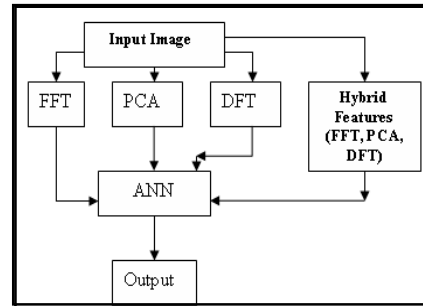 Input Image
FFT
PCA
DFT
Hybrid
Features
(FFT, PCA,
DFT)
ANN
Output